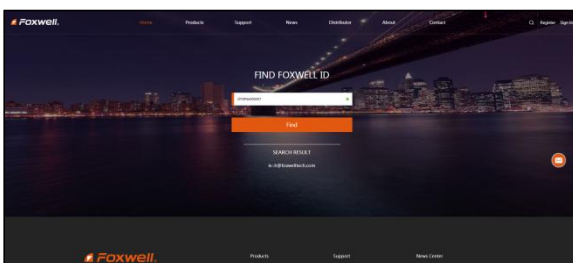 Foxwell.
Home Products Support News Distributor About Contact Register Sign In
FIND FOXWELL ID
Find
SEARCH RESULT
Foxwell.
Products Support News Center